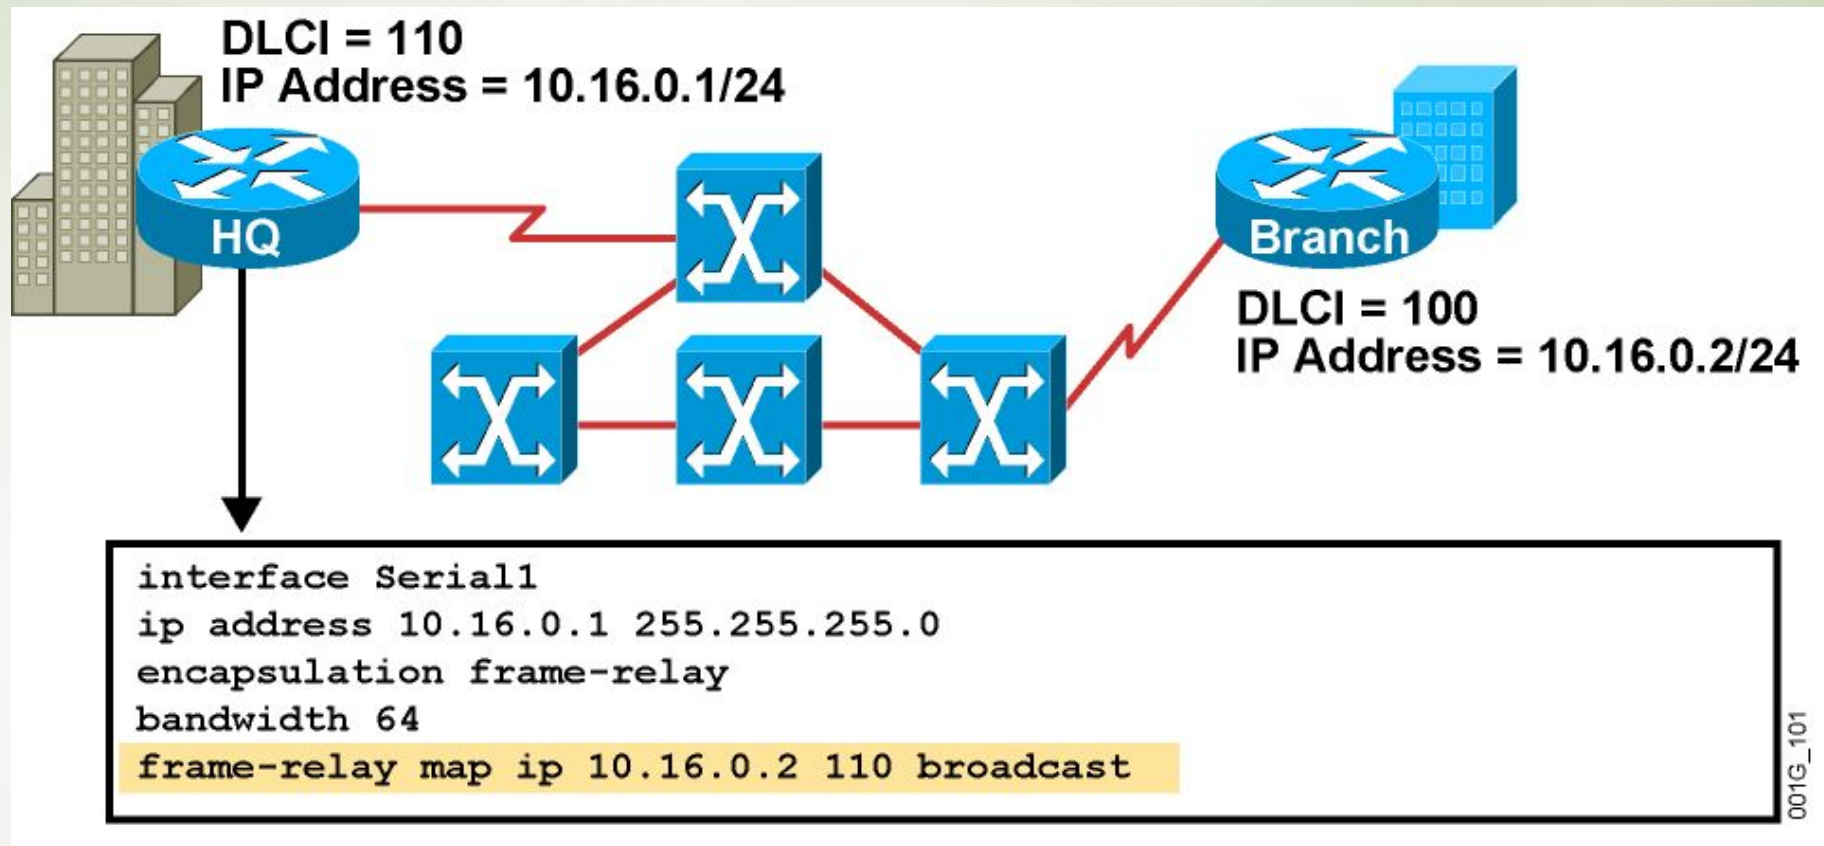 DLCI = 110
IP Address = 10.16.0.1/24
HQ
Branch
DLCI = 100
IP Address = 10.16.0.2/24
interface Serial1
ip address 10.16.0.1 255.255.255.0
encapsulation frame-relay
bandwidth 64
frame-relay map ip 10.16.0.2 110 broadcast
001G_101